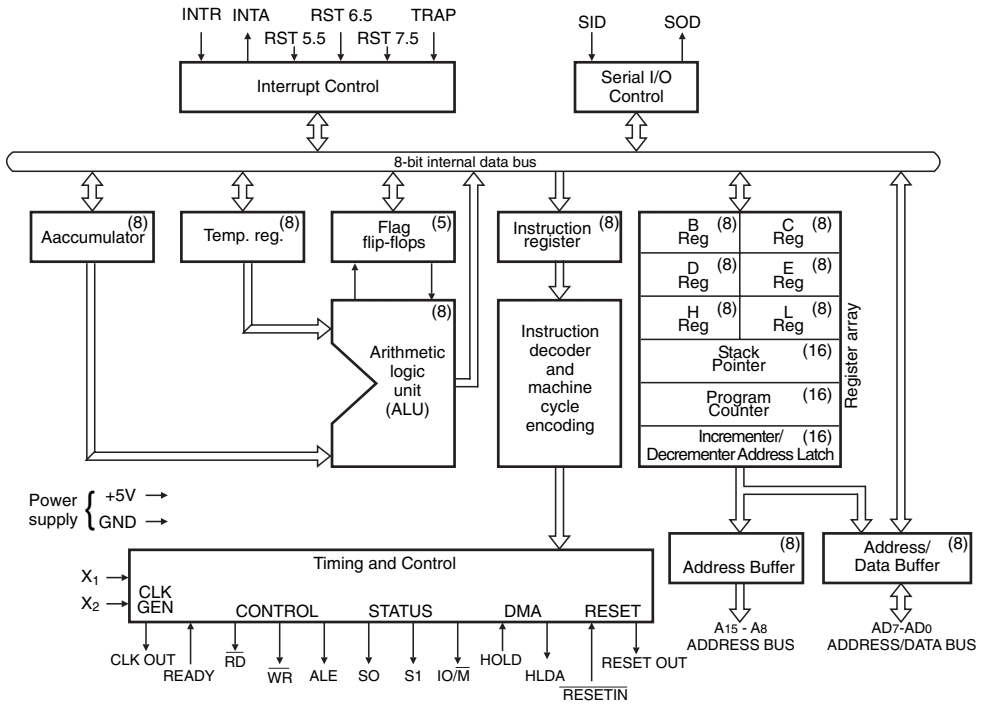 INTR INTA RST 6.5 TRAP
RST 5.5 RST 7.5
SID SOD
Interrupt Control
Serial I/O
Control
8-bit internal data bus
(8)
Aaccumulator
(8)
Temp. reg.
(5)
Flag
flip-flops
(8)
Instruction
register
B
Reg (8)
C
Reg (8)
D
Reg (8)
E
Reg (8)
H
Reg (8)
L
Reg (8)
Stack
Pointer (16)
Program
Counter (16)
Incrementer/ (16)
Decrementer Address Latch
Register array
(8)
Arithmetic
logic
unit
(ALU)
Instruction
decoder
and
machine
cycle
encoding
Power
supply
{
+5V
GND
(8)
Address Buffer
Address/ (8)
Data Buffer
Timing and Control
X1
X2
CLK
GEN
CONTROL STATUS DMA RESET
CLK OUT
READY
R̅D̅
W̅R̅
ALE
SO
S1
IO/M̅
HOLD
HLDA
R̅E̅S̅E̅T̅I̅N̅
RESET OUT
A15 - A8
ADDRESS BUS
AD7-AD0
ADDRESS/DATA BUS